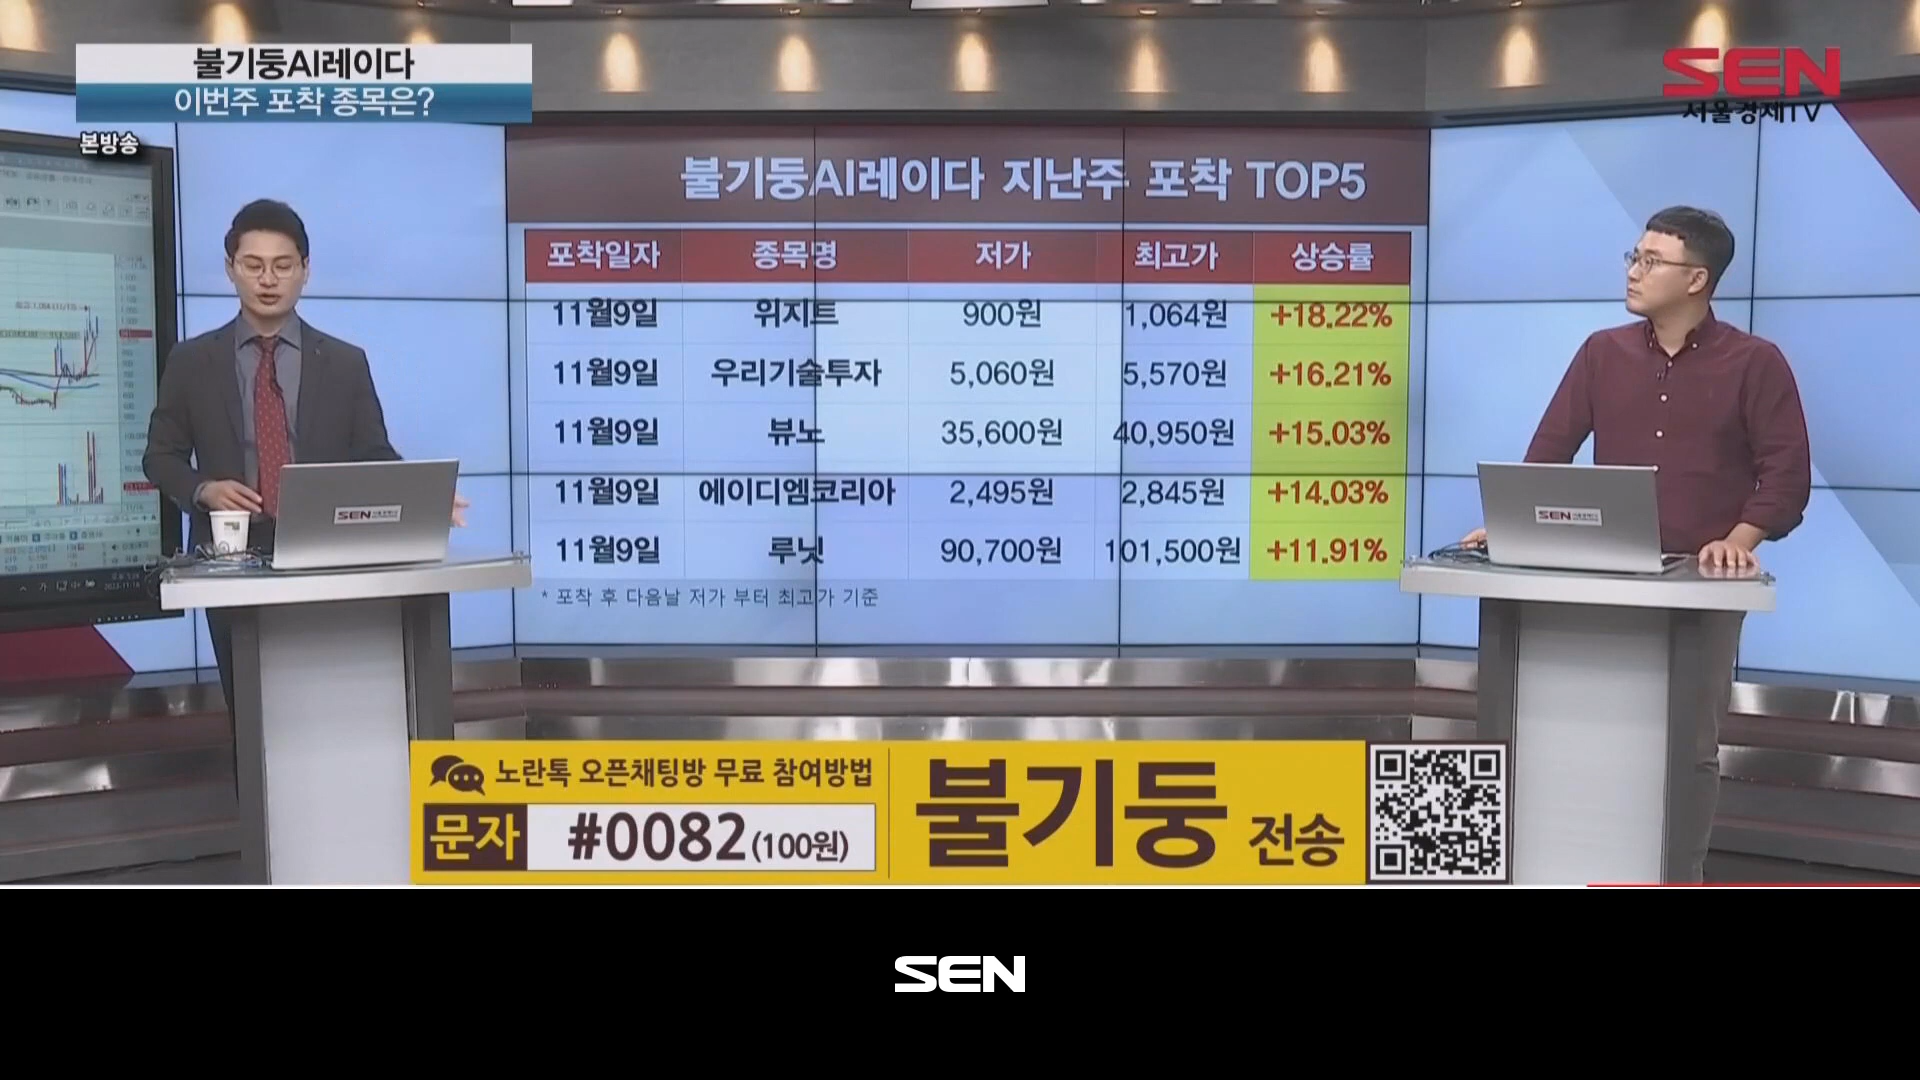 불기둥AI레이다
이번주 포착 종목은?
본방송
SEN
서울경제TV
불기둥AI레이다 지난주 포착 TOP5
포착일자 종목명 저가 최고가 상승률
11월9일 위지트 900원 1,064원 +18.22%
11월9일 우리기술투자 5,060원 5,570원 +16.21%
11월9일 뷰노 35,600원 40,950원 +15.03%
11월9일 에이디엠코리아 2,495원 2,845원 +14.03%
11월9일 루닛 90,700원 101,500원 +11.91%
* 포착 후 다음날 저가 부터 최고가 기준
SEN
SEN
노란톡 오픈채팅방 무료 참여방법
문자 #0082(100원)
불기둥 전송
SEN